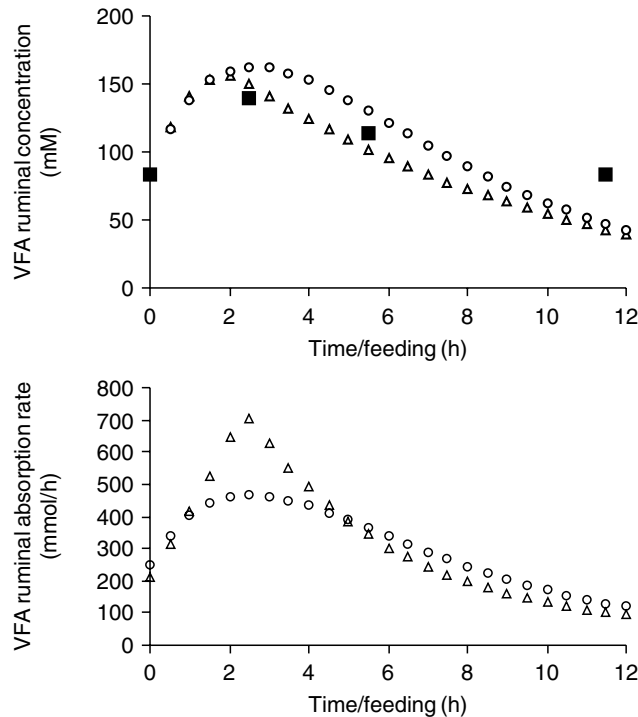 VFA ruminal concentration
(mM)
200
150
100
50
0
0 2 4 6 8 10 12
Time/feeding (h)
VFA ruminal absorption rate
(mmol/h)
800
700
600
500
400
300
200
100
0
0 2 4 6 8 10 12
Time/feeding (h)